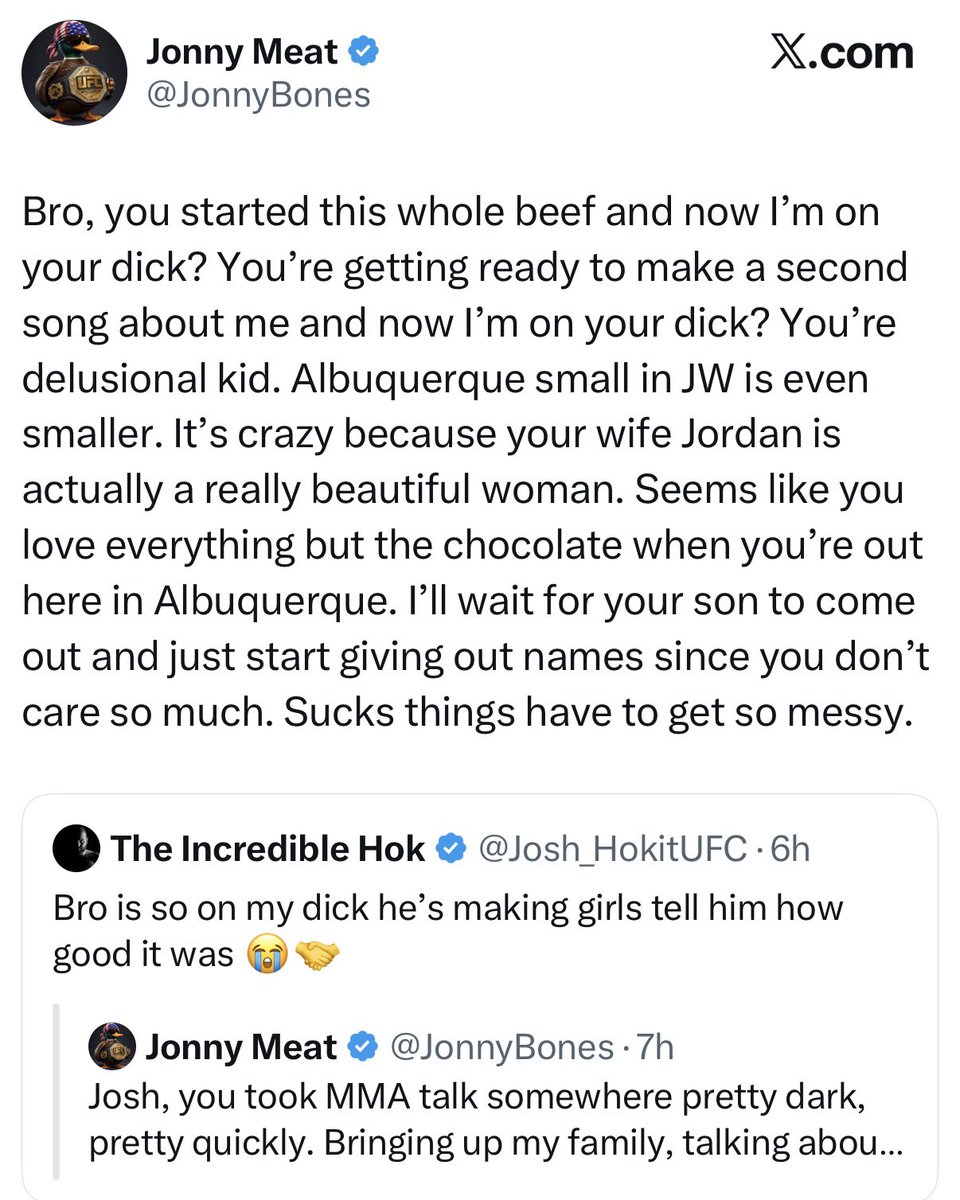 Jonny Meat
X.com
@JonnyBones
Bro, you started this whole beef and now I’m on
your dick? You’re getting ready to make a second
song about me and now I’m on your dick? You’re
delusional kid. Albuquerque small in JW is even
smaller. It’s crazy because your wife Jordan is
actually a really beautiful woman. Seems like you
love everything but the chocolate when you’re out
here in Albuquerque. I’ll wait for your son to come
out and just start giving out names since you don’t
care so much. Sucks things have to get so messy.
The Incredible Hok @Josh_HokitUFC · 6h
Bro is so on my dick he’s making girls tell him how
good it was 😭🤝
Jonny Meat @JonnyBones · 7h
Josh, you took MMA talk somewhere pretty dark,
pretty quickly. Bringing up my family, talking abou...